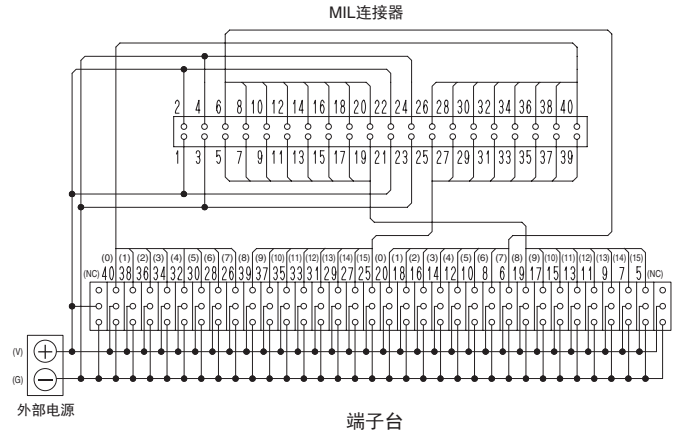 MIL连接器
2 4 6 8 10 12 14 16 18 20 22 24 26 28 30 32 34 36 38 40
1 3 5 7 9 11 13 15 17 19 21 23 25 27 29 31 33 35 37 39
(0) (1) (2) (3) (4) (5) (6) (7) (8) (9) (10) (11) (12) (13) (14) (15) (0) (1) (2) (3) (4) (5) (6) (7) (8) (9) (10) (11) (12) (13) (14) (15)
(NC) 40 38 36 34 32 30 28 26 39 37 35 33 31 29 27 25 20 18 16 14 12 10 8 6 19 17 15 13 11 9 7 5 (NC)
(V)
(G)
外部电源
端子台